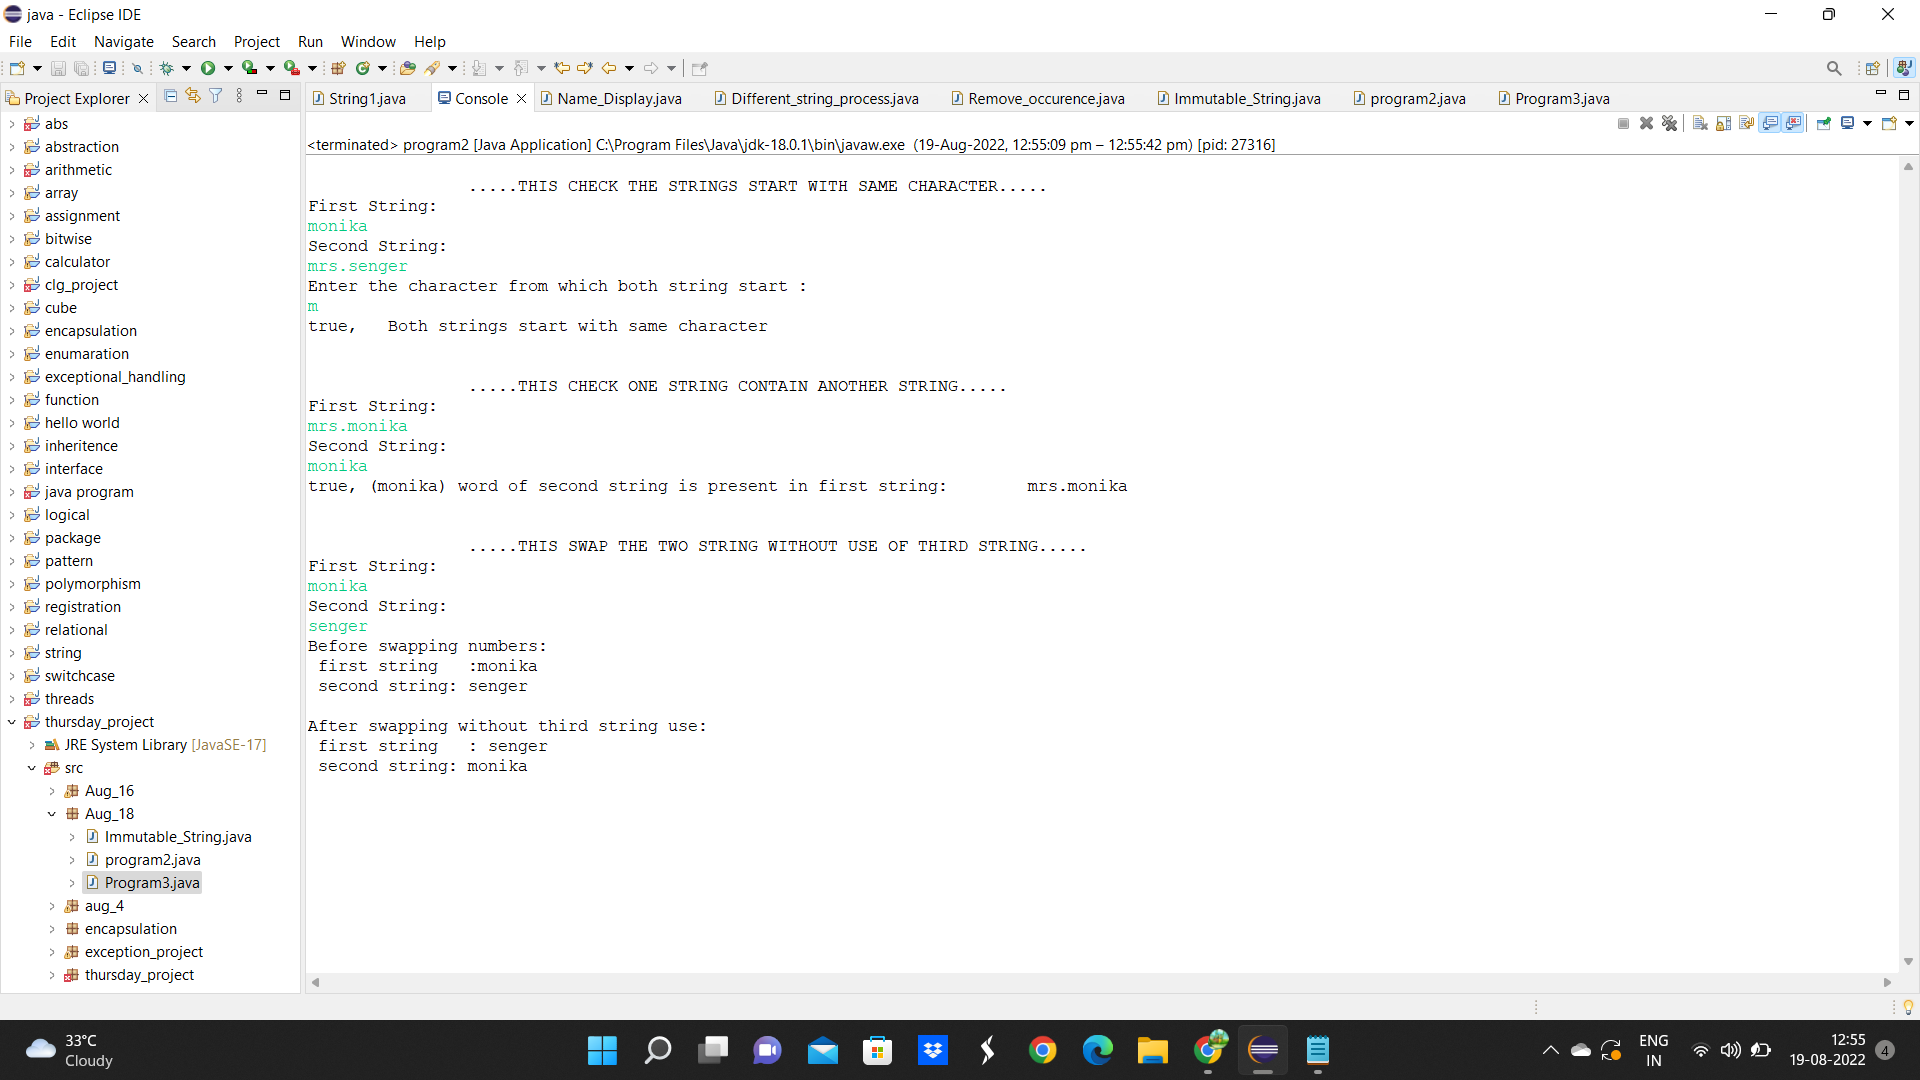 java - Eclipse IDE
File Edit Navigate Search Project Run Window Help
Project Explorer
String1.java Console Name_Display.java Different_string_process.java Remove_occurence.java Immutable_String.java program2.java Program3.java
<terminated> program2 [Java Application] C:\Program Files\Java\jdk-18.0.1\bin\javaw.exe (19-Aug-2022, 12:55:09 pm – 12:55:42 pm) [pid: 27316]
abs
abstraction
arithmetic
array
assignment
bitwise
calculator
clg_project
cube
encapsulation
enumaration
exceptional_handling
function
hello world
inheritence
interface
java program
logical
package
pattern
polymorphism
registration
relational
string
switchcase
threads
thursday_project
JRE System Library [JavaSE-17]
src
Aug_16
Aug_18
Immutable_String.java
program2.java
Program3.java
aug_4
encapsulation
exception_project
thursday_project
.....THIS CHECK THE STRINGS START WITH SAME CHARACTER.....
First String:
monika
Second String:
mrs.senger
Enter the character from which both string start :
m
true,   Both strings start with same character
.....THIS CHECK ONE STRING CONTAIN ANOTHER STRING.....
First String:
mrs.monika
Second String:
monika
true, (monika) word of second string is present in first string:        mrs.monika
.....THIS SWAP THE TWO STRING WITHOUT USE OF THIRD STRING.....
First String:
monika
Second String:
senger
Before swapping numbers:
first string   :monika
second string: senger
After swapping without third string use:
first string   : senger
second string: monika
33°C
Cloudy
ENG
IN
12:55
19-08-2022
4